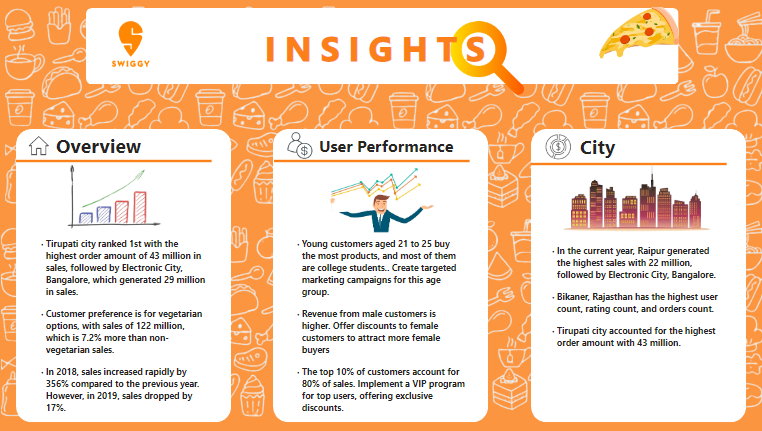 SWIGGY
INSIGHTS
Overview
· Tirupati city ranked 1st with the
highest order amount of 43 million in
sales, followed by Electronic City,
Bangalore, which generated 29 million
in sales.
· Customer preference is for vegetarian
options, with sales of 122 million,
which is 7.2% more than non-
vegetarian sales.
· In 2018, sales increased rapidly by
356% compared to the previous year.
However, in 2019, sales dropped by
17%.
User Performance
· Young customers aged 21 to 25 buy
the most products, and most of them
are college students.. Create targeted
marketing campaigns for this age
group.
· Revenue from male customers is
higher. Offer discounts to female
customers to attract more female
buyers
· The top 10% of customers account for
80% of sales. Implement a VIP program
for top users, offering exclusive
discounts.
City
· In the current year, Raipur generated
the highest sales with 22 million,
followed by Electronic City, Bangalore.
· Bikaner, Rajasthan has the highest user
count, rating count, and orders count.
· Tirupati city accounted for the highest
order amount with 43 million.